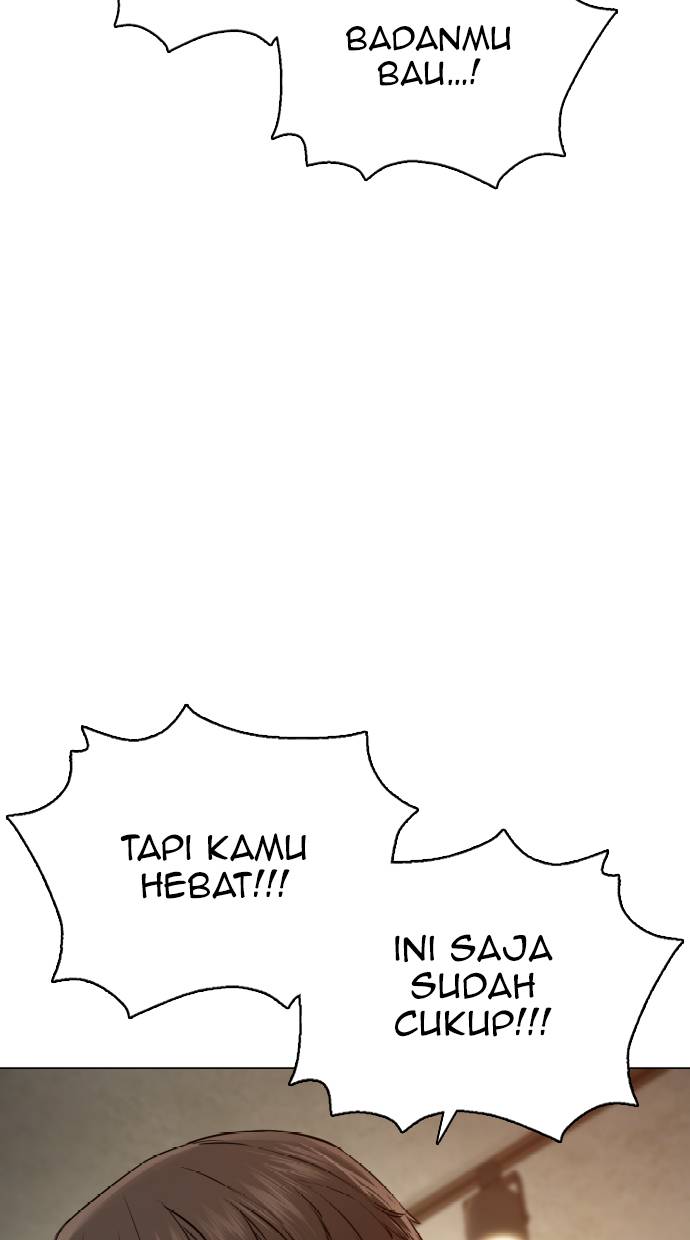 BADANMU
BAU...!
TAPI KAMU
HEBAT!!!
INI SAJA
SUDAH
CUKUP!!!